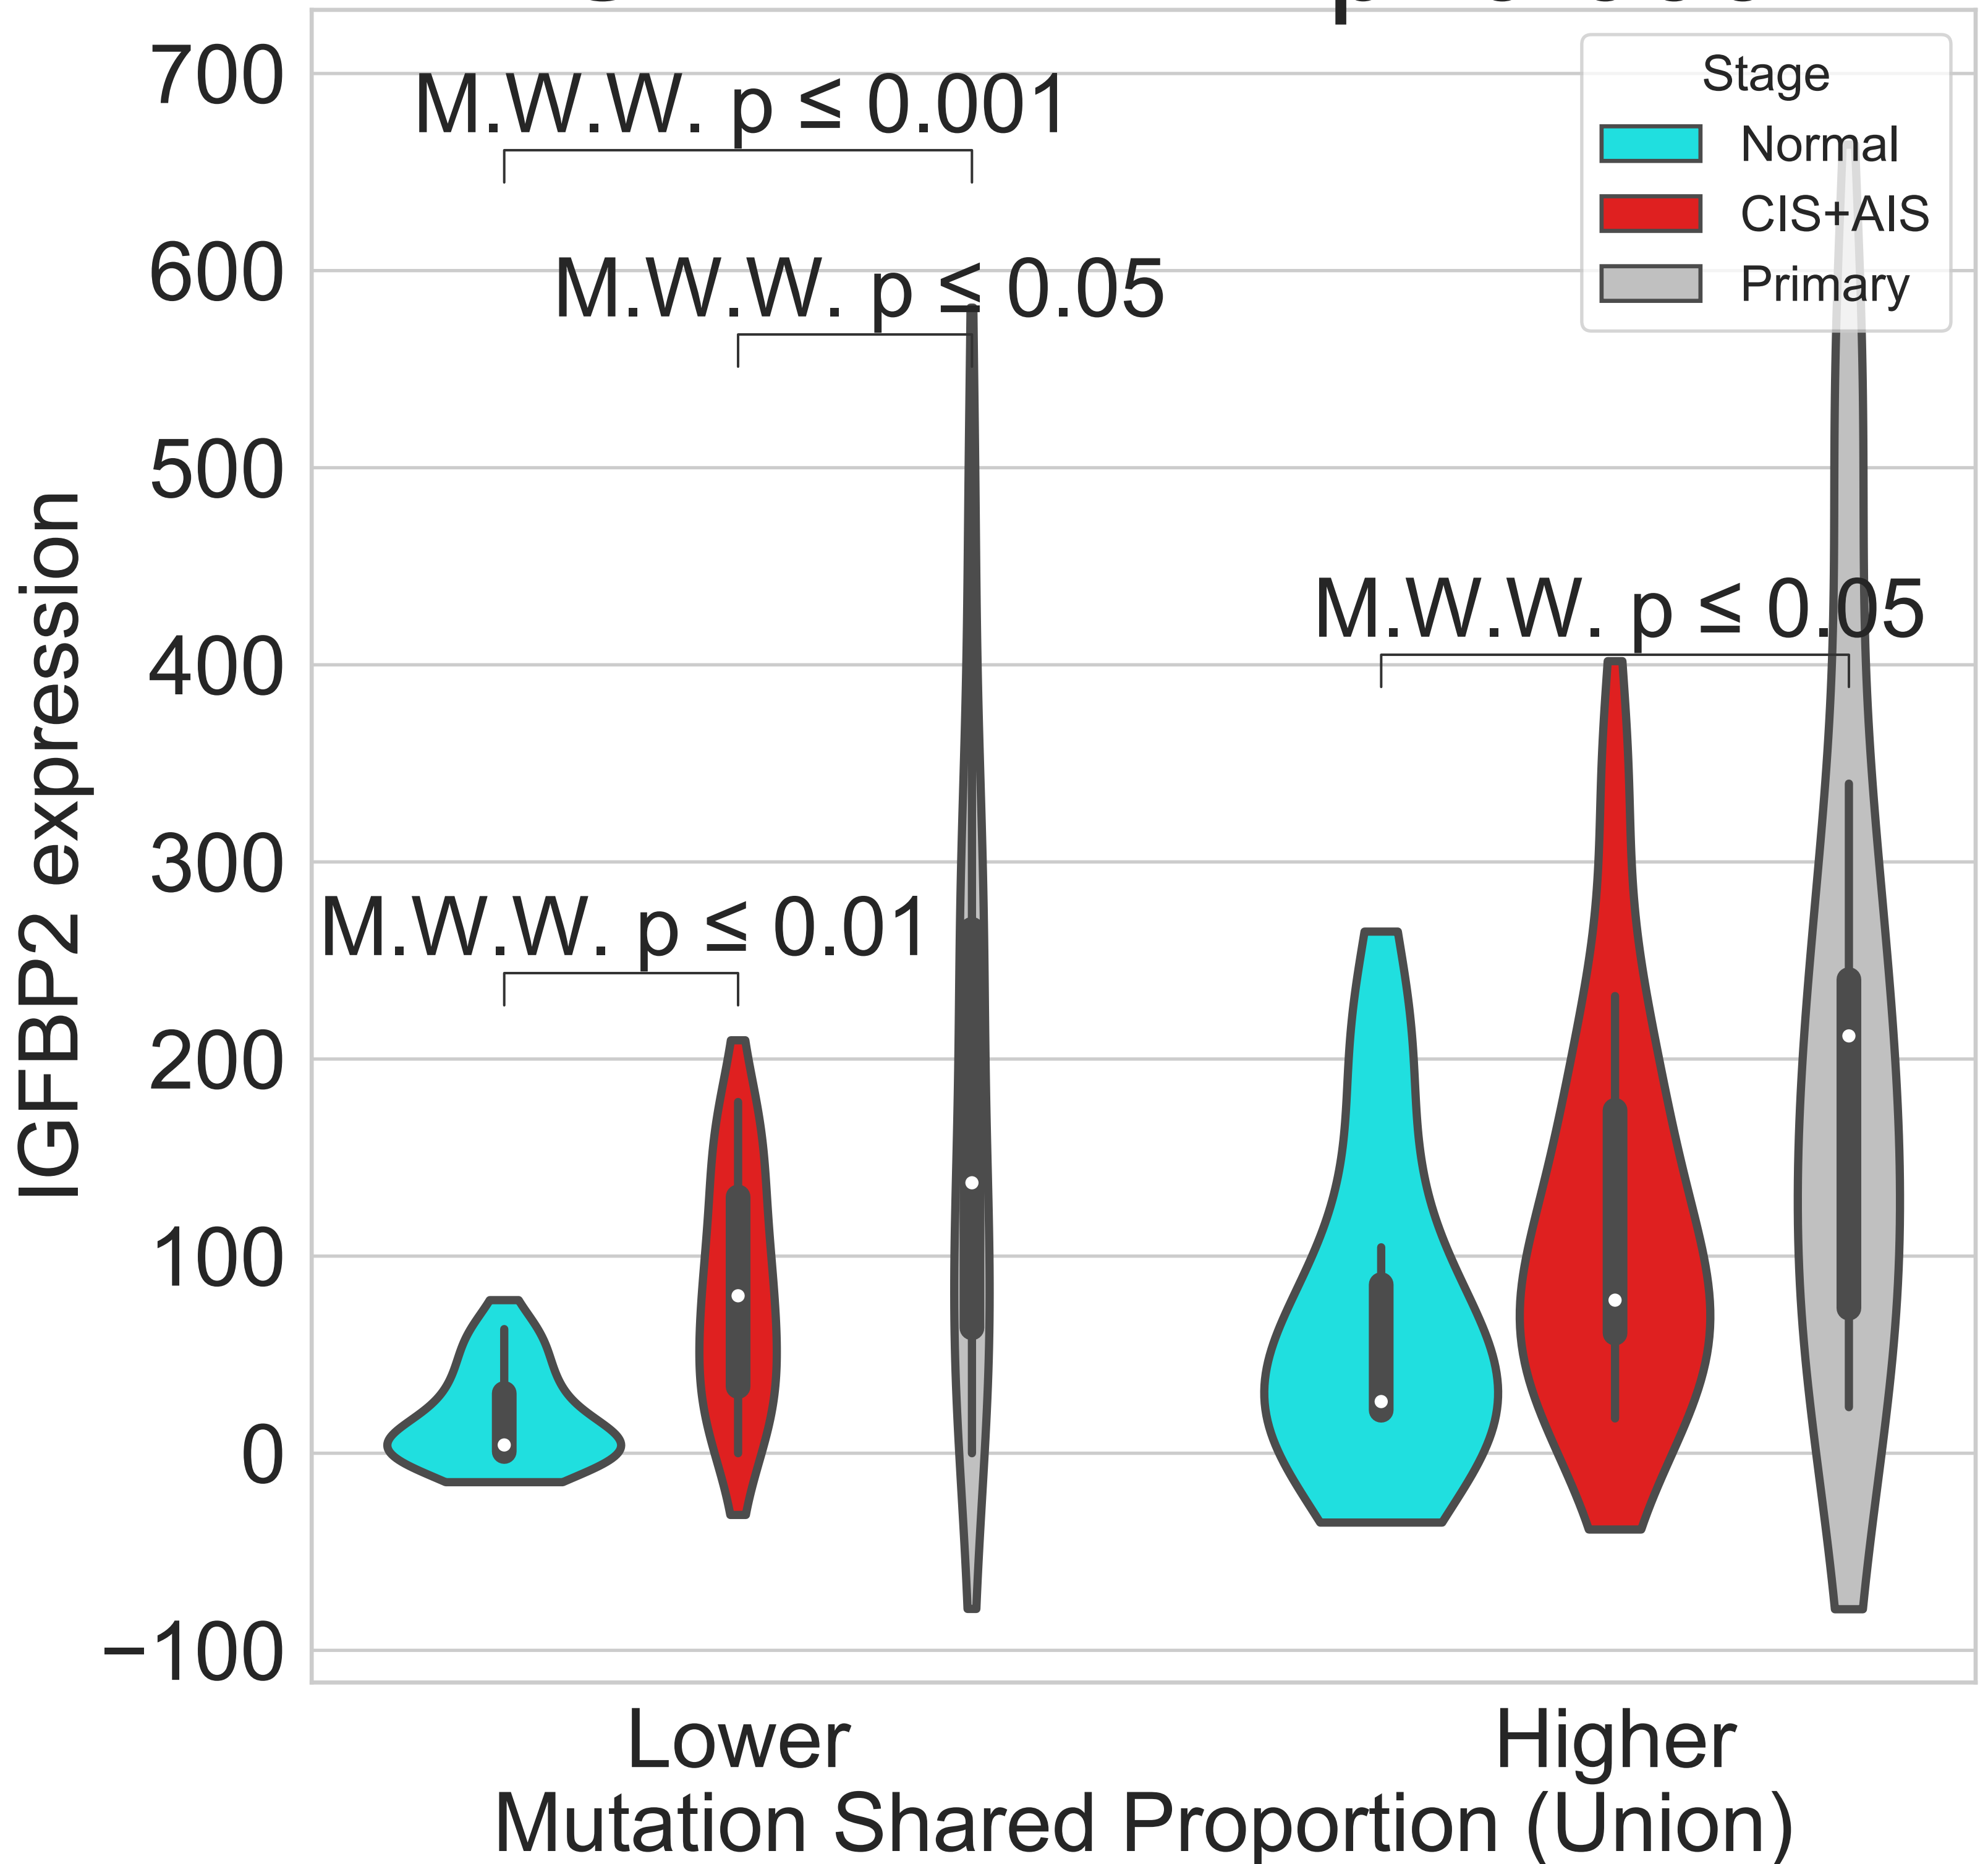 700
600
500
400
300
200
100
0
−100
IGFBP2 expression
M.W.W. p ≤ 0.001
M.W.W. p ≤ 0.05
M.W.W. p ≤ 0.01
M.W.W. p ≤ 0.05
Stage
Normal
CIS+AIS
Primary
Lower
Higher
Mutation Shared Proportion (Union)